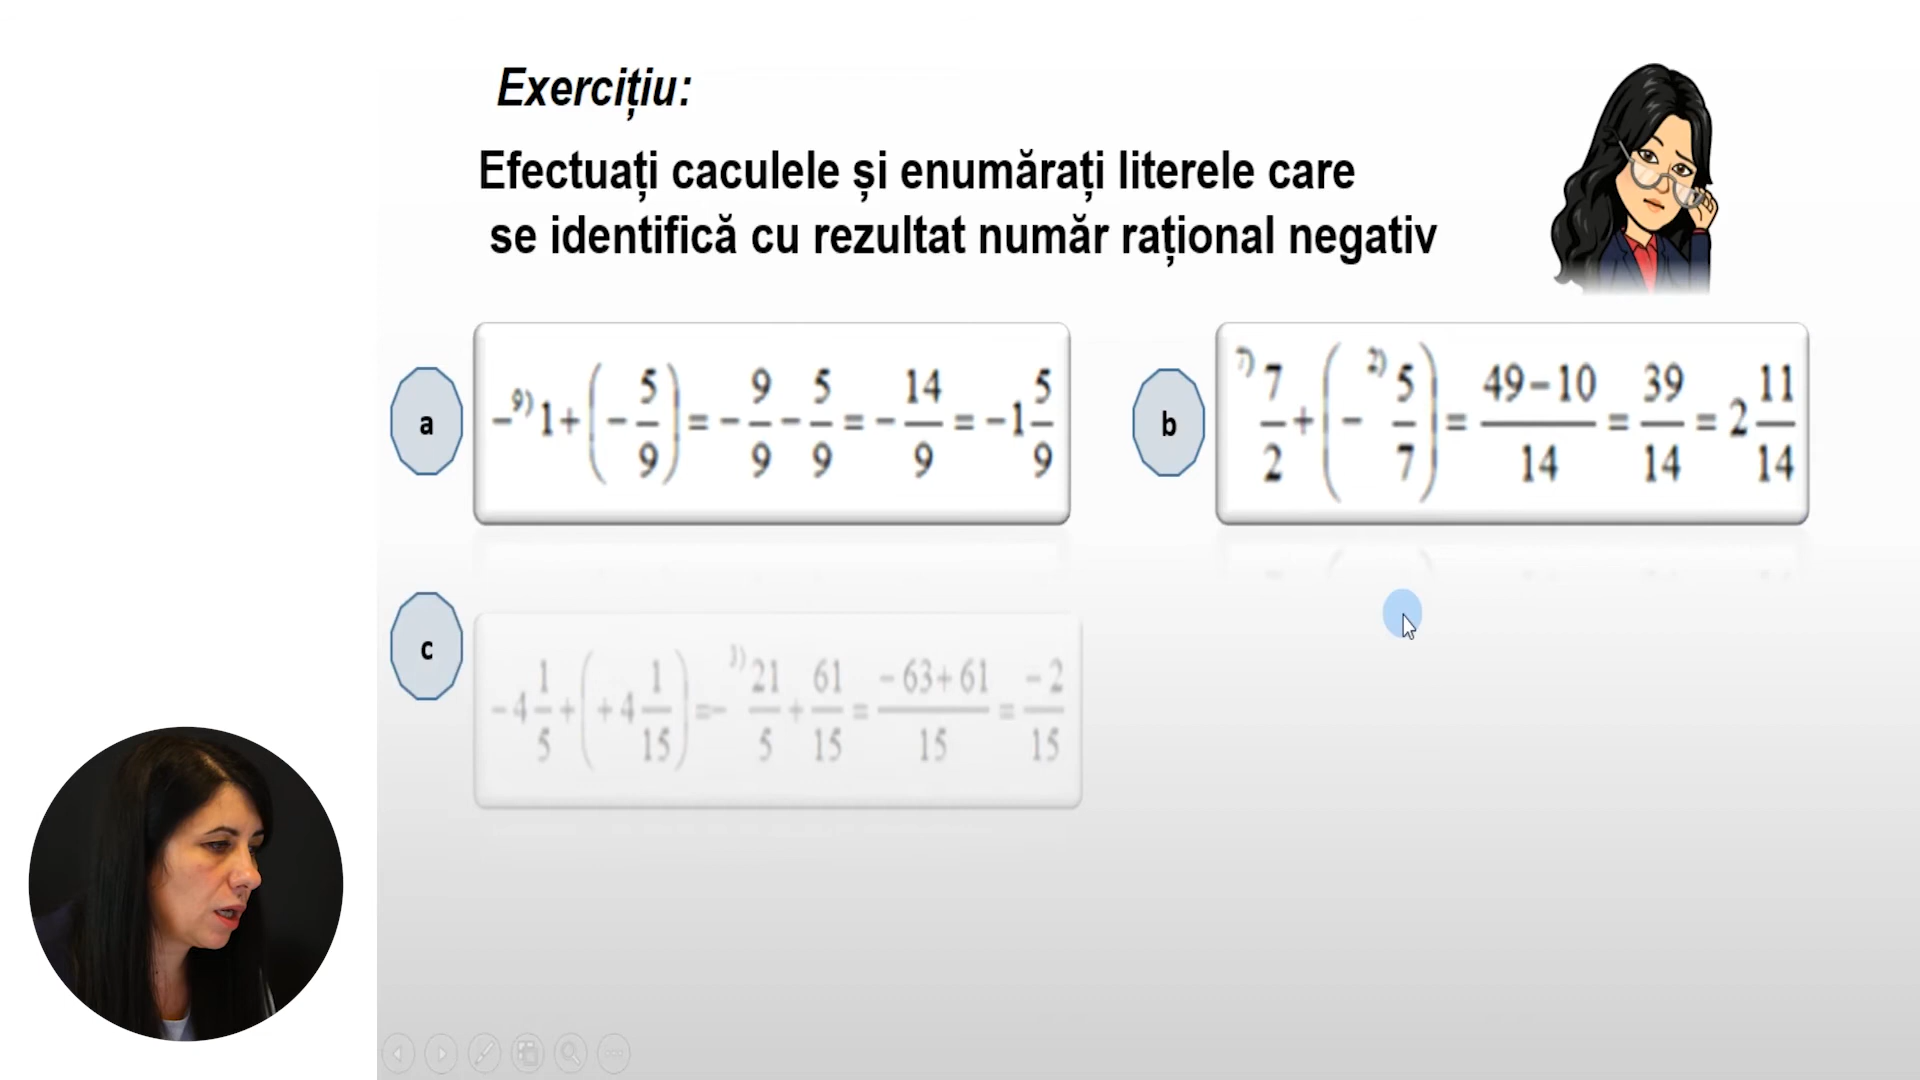 Exercițiu:
Efectuați caculele și enumărați literele care
se identifică cu rezultat număr rațional negativ
a
-⁹⁾1+(-5/9)=-9/9-5/9=-14/9=-1 5/9
b
⁷⁾7/2+(-²⁾5/7)=49-10/14=39/14=2 11/14
c
-4 1/5+(+4 1/15)=-³⁾21/5+61/15=-63+61/15=-2/15